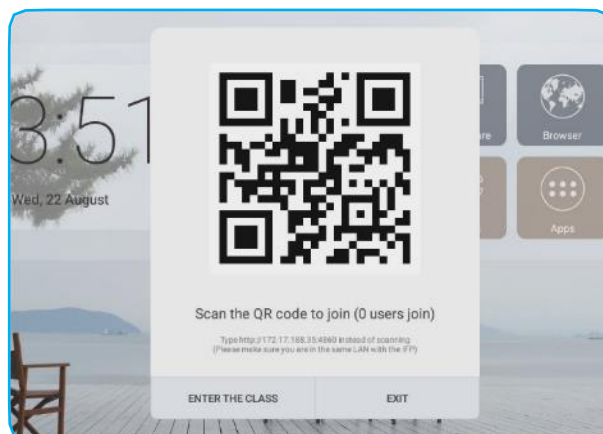 3:51
Wed, 22 August
are
Browser
Apps
Scan the QR code to join (0 users join)
Type http://172.17.188.35:4860 instead of scanning
(Please make sure you are in the same LAN with the IFP)
ENTER THE CLASS
EXIT